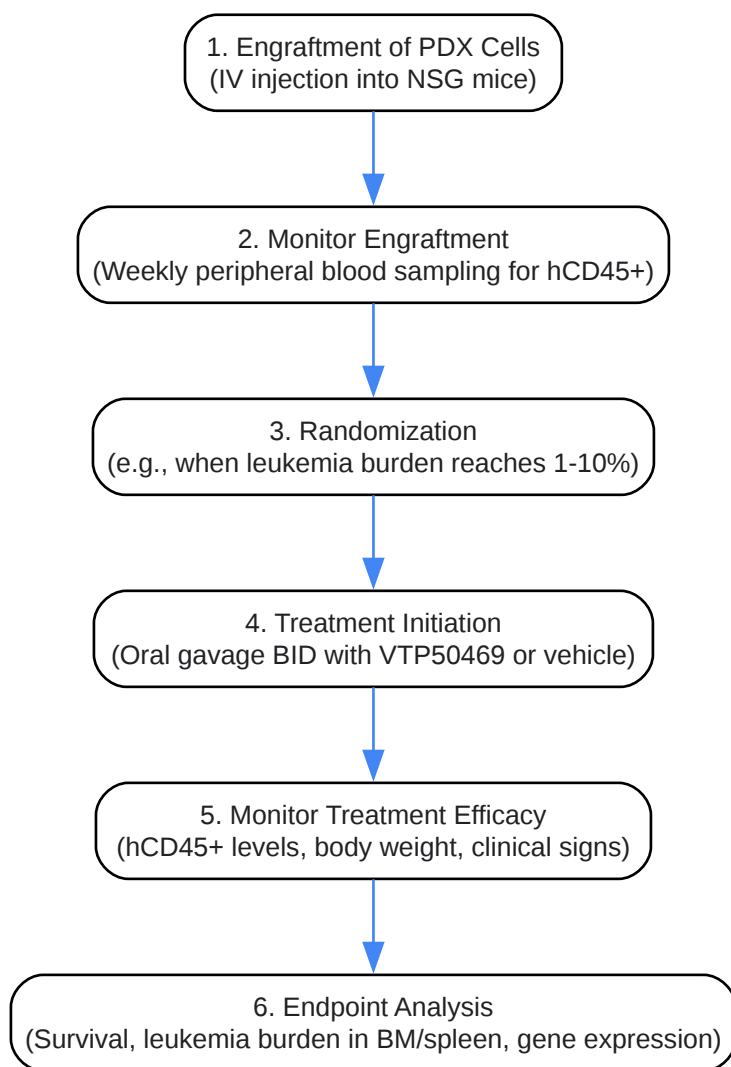 1. Engraftment of PDX Cells
(IV injection into NSG mice)
2. Monitor Engraftment
(Weekly peripheral blood sampling for hCD45+)
3. Randomization
(e.g., when leukemia burden reaches 1-10%)
4. Treatment Initiation
(Oral gavage BID with VTP50469 or vehicle)
5. Monitor Treatment Efficacy
(hCD45+ levels, body weight, clinical signs)
6. Endpoint Analysis
(Survival, leukemia burden in BM/spleen, gene expression)